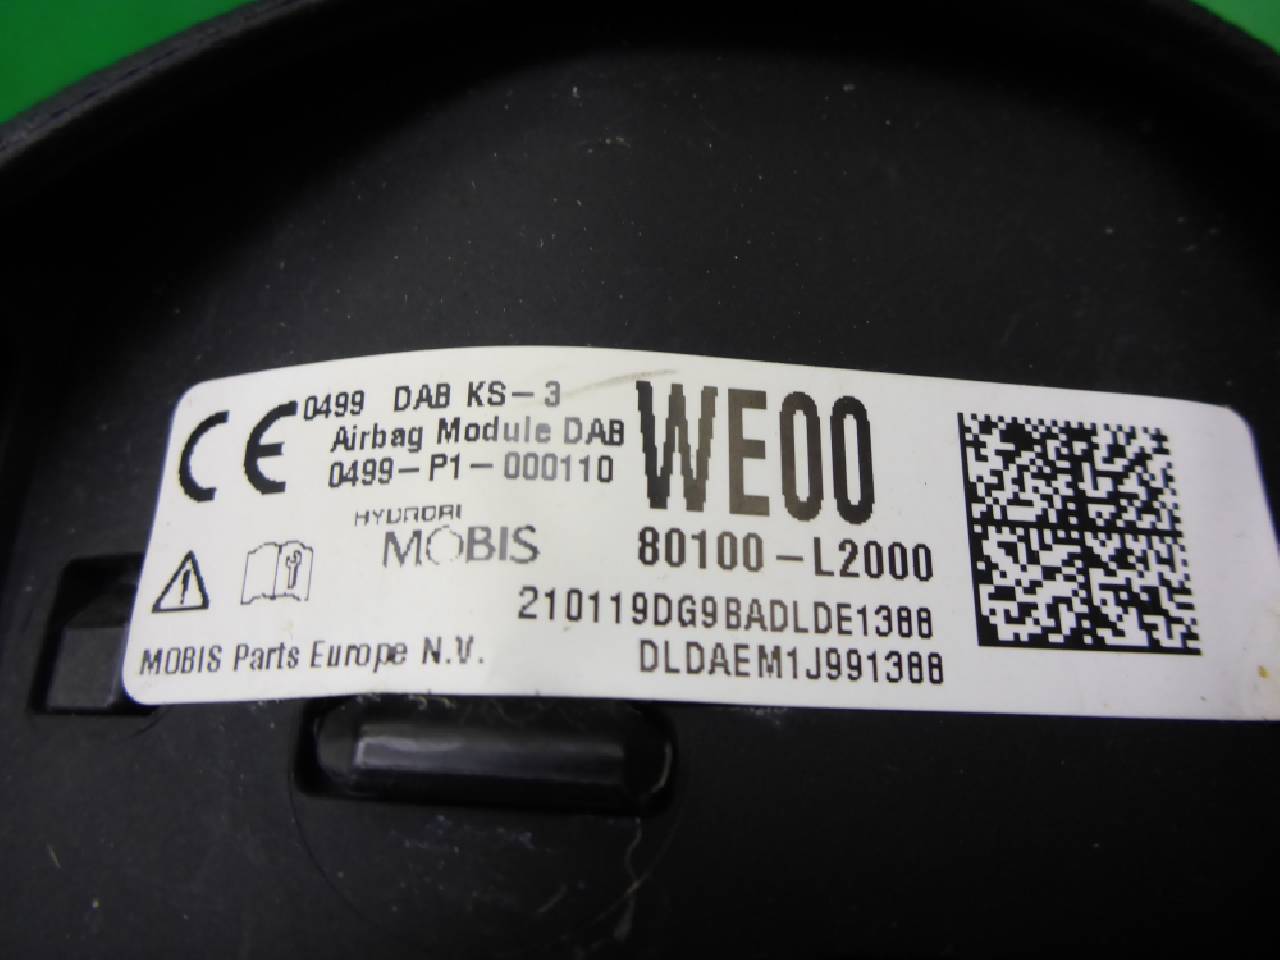 CE 0499 DAB KS-3
Airbag Module DAB
0499-P1-000110
WE00
HYUNDAI
MOBIS
80100-L2000
210119DG9BADLDE1388
MOBIS Parts Europe N.V.
DLDAEM1J991388